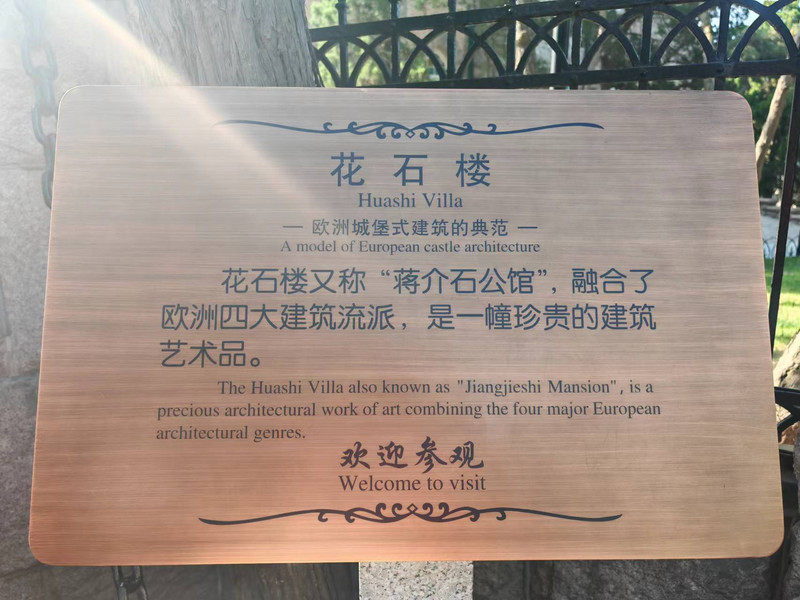 花石楼
Huashi Villa
— 欧洲城堡式建筑的典范 —
A model of European castle architecture
花石楼又称“蒋介石公馆”，融合了
欧洲四大建筑流派，是一幢珍贵的建筑
艺术品。
The Huashi Villa also known as "Jiangjieshi Mansion", is a
precious architectural work of art combining the four major European
architectural genres.
欢迎参观
Welcome to visit